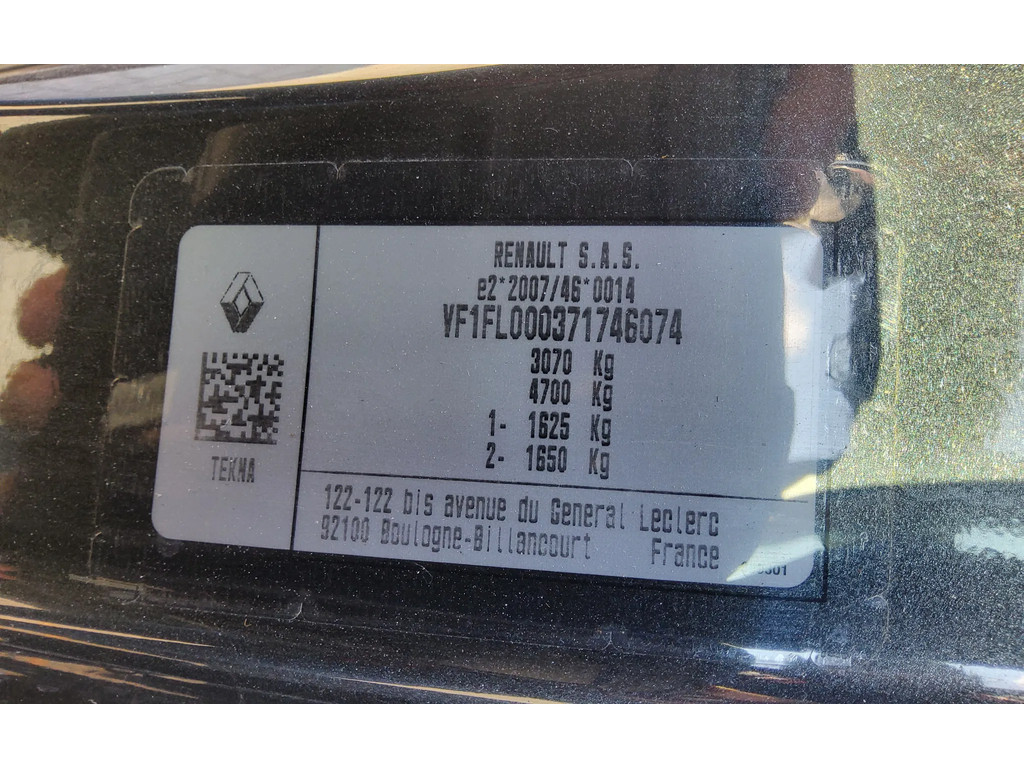 RENAULT S.A.S.
e2*2007/46*0014
VF1FL000371746074
3070 Kg
4700 Kg
1- 1625 Kg
2- 1650 Kg
TEKNA
122-122 bis avenue du General Leclerc
92100 Boulogne-Billancourt France